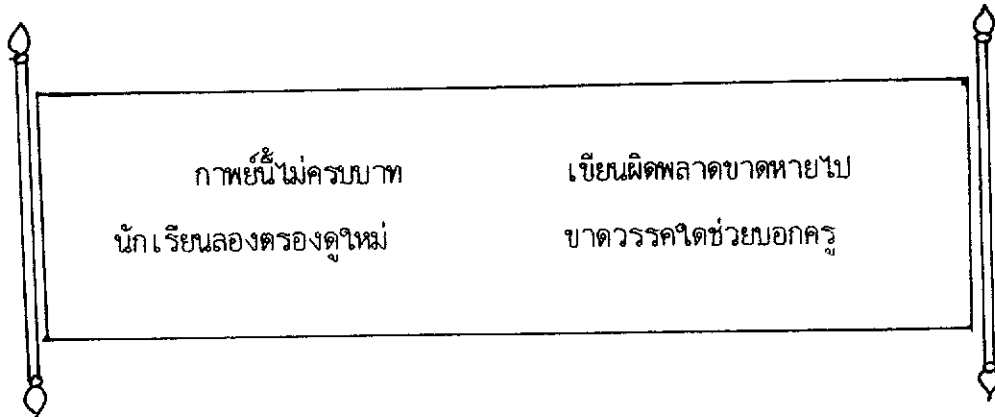 กาพย์นี้ไม่ครบบาท เขียนผิดพลาดขาดหายไป
นักเรียนลองตรองดูใหม่ ขาดวรรคใดช่วยบอกครู